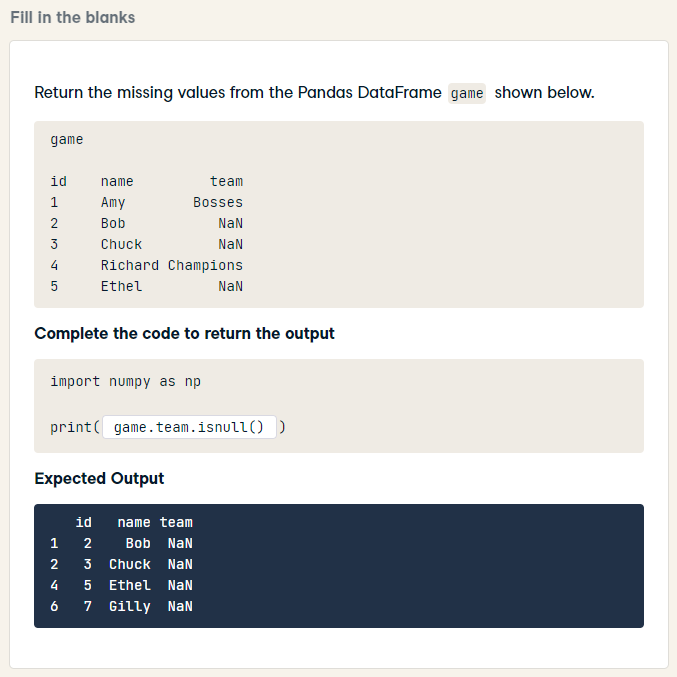 Fill in the blanks
Return the missing values from the Pandas DataFrame game shown below.
game
id name team
1 Amy Bosses
2 Bob NaN
3 Chuck NaN
4 Richard Champions
5 Ethel NaN
Complete the code to return the output
import numpy as np
print( game.team.isnull() )
Expected Output
id name team
1 2 Bob NaN
2 3 Chuck NaN
4 5 Ethel NaN
6 7 Gilly NaN